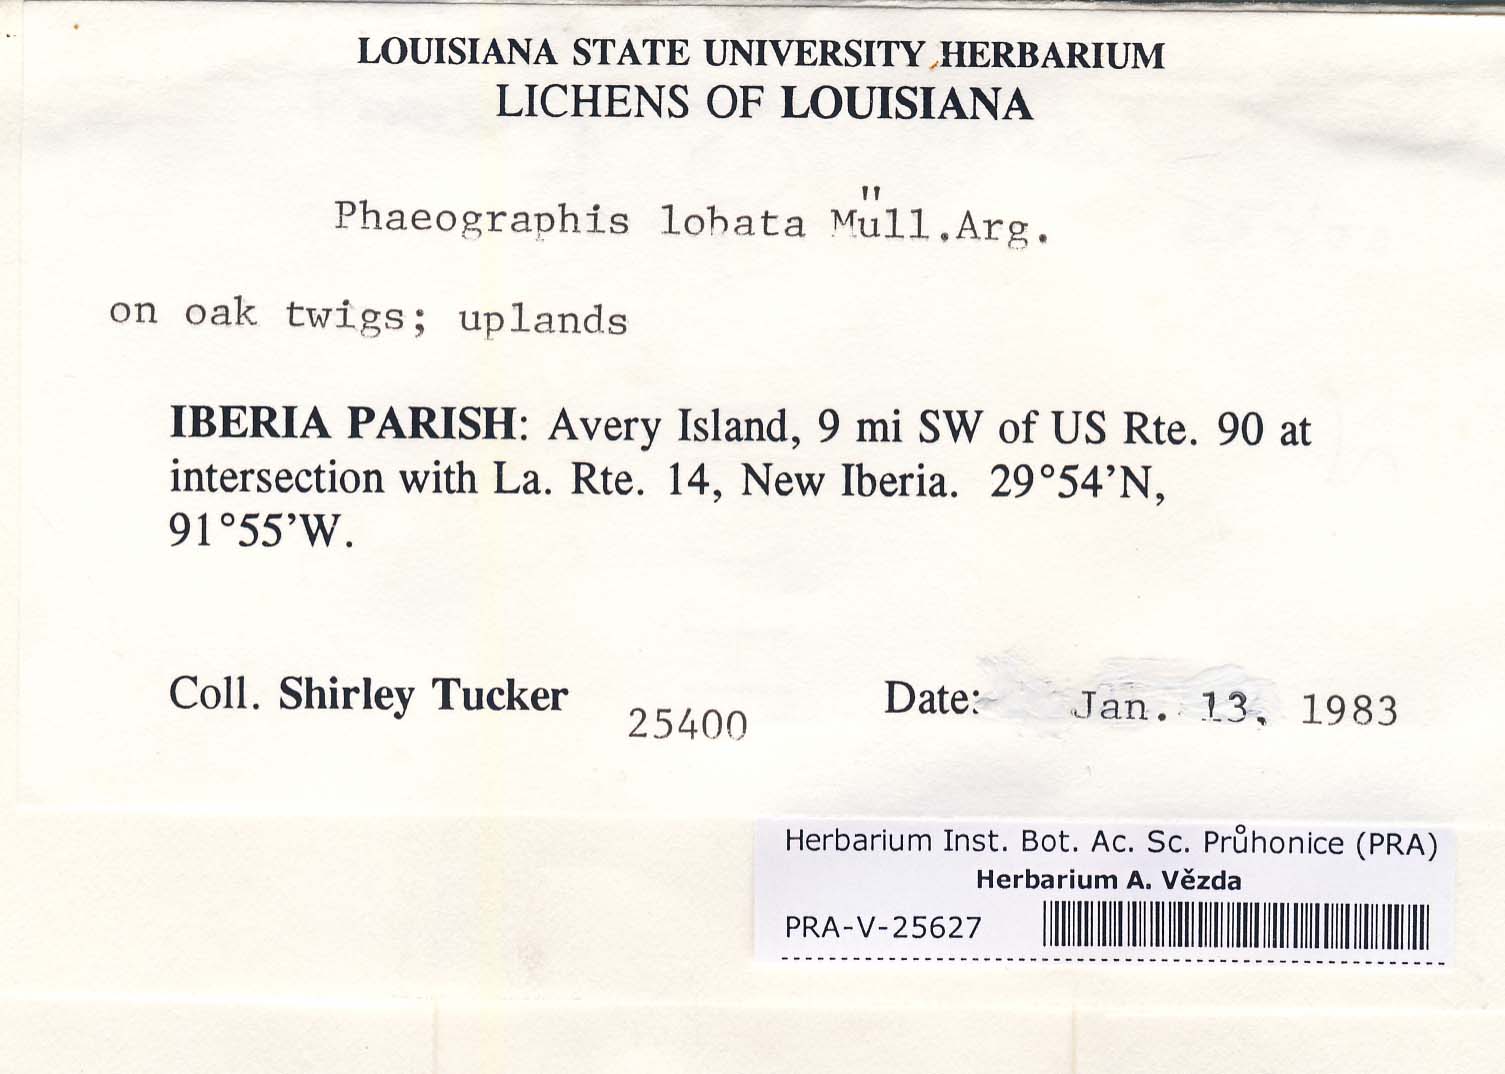 LOUISIANA STATE UNIVERSITY HERBARIUM
LICHENS OF LOUISIANA
Phaeographis lobata Müll.Arg.
on oak twigs; uplands
IBERIA PARISH: Avery Island, 9 mi SW of US Rte. 90 at
intersection with La. Rte. 14, New Iberia. 29°54'N,
91°55'W.
Coll. Shirley Tucker 25400 Date: Jan. 13, 1983
Herbarium Inst. Bot. Ac. Sc. Průhonice (PRA)
Herbarium A. Vězda
PRA-V-25627